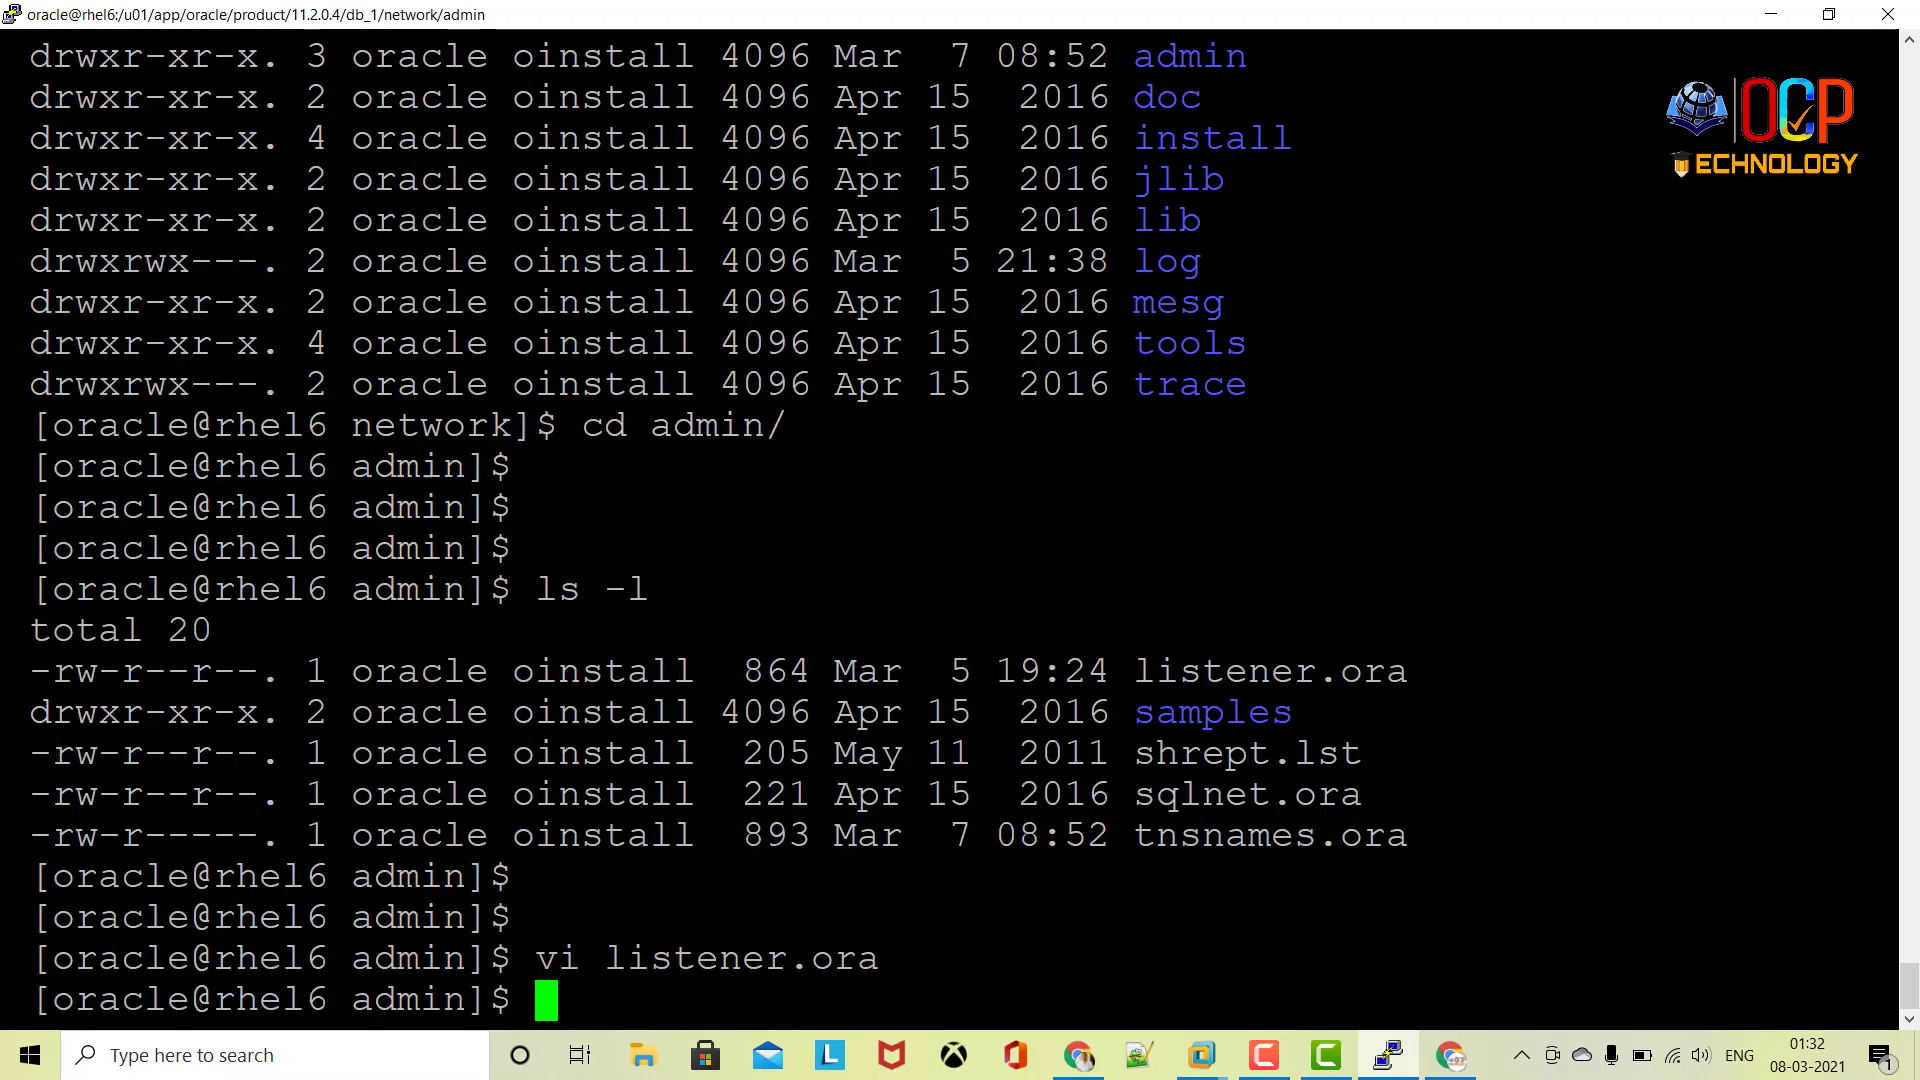 oracle@rhel6:/u01/app/oracle/product/11.2.0.4/db_1/network/admin
drwxr-xr-x. 3 oracle oinstall 4096 Mar  7 08:52 admin
drwxr-xr-x. 2 oracle oinstall 4096 Apr 15  2016 doc
drwxr-xr-x. 4 oracle oinstall 4096 Apr 15  2016 install
drwxr-xr-x. 2 oracle oinstall 4096 Apr 15  2016 jlib
drwxr-xr-x. 2 oracle oinstall 4096 Apr 15  2016 lib
drwxrwx---. 2 oracle oinstall 4096 Mar  5 21:38 log
drwxr-xr-x. 2 oracle oinstall 4096 Apr 15  2016 mesg
drwxr-xr-x. 4 oracle oinstall 4096 Apr 15  2016 tools
drwxrwx---. 2 oracle oinstall 4096 Apr 15  2016 trace
[oracle@rhel6 network]$ cd admin/
[oracle@rhel6 admin]$
[oracle@rhel6 admin]$
[oracle@rhel6 admin]$
[oracle@rhel6 admin]$ ls -l
total 20
-rw-r--r--. 1 oracle oinstall  864 Mar  5 19:24 listener.ora
drwxr-xr-x. 2 oracle oinstall 4096 Apr 15  2016 samples
-rw-r--r--. 1 oracle oinstall  205 May 11  2011 shrept.lst
-rw-r--r--. 1 oracle oinstall  221 Apr 15  2016 sqlnet.ora
-rw-r-----. 1 oracle oinstall  893 Mar  7 08:52 tnsnames.ora
[oracle@rhel6 admin]$
[oracle@rhel6 admin]$
[oracle@rhel6 admin]$ vi listener.ora
[oracle@rhel6 admin]$
OCP
ECHNOLOGY
Type here to search
ENG
01:32
08-03-2021
1